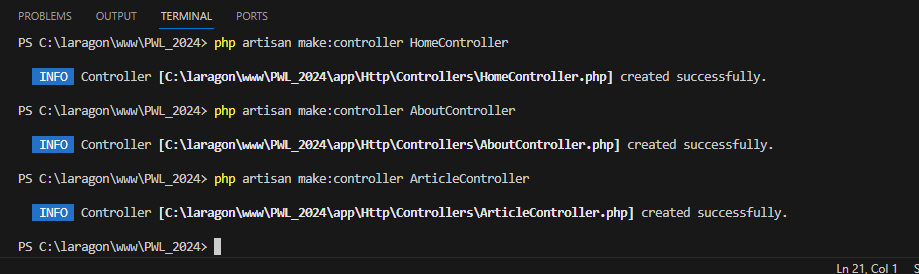 PROBLEMS OUTPUT TERMINAL PORTS
PS C:\laragon\www\PWL_2024> php artisan make:controller HomeController
INFO Controller [C:\laragon\www\PWL_2024\app\Http\Controllers\HomeController.php] created successfully.
PS C:\laragon\www\PWL_2024> php artisan make:controller AboutController
INFO Controller [C:\laragon\www\PWL_2024\app\Http\Controllers\AboutController.php] created successfully.
PS C:\laragon\www\PWL_2024> php artisan make:controller ArticleController
INFO Controller [C:\laragon\www\PWL_2024\app\Http\Controllers\ArticleController.php] created successfully.
PS C:\laragon\www\PWL_2024>
Ln 21, Col 1